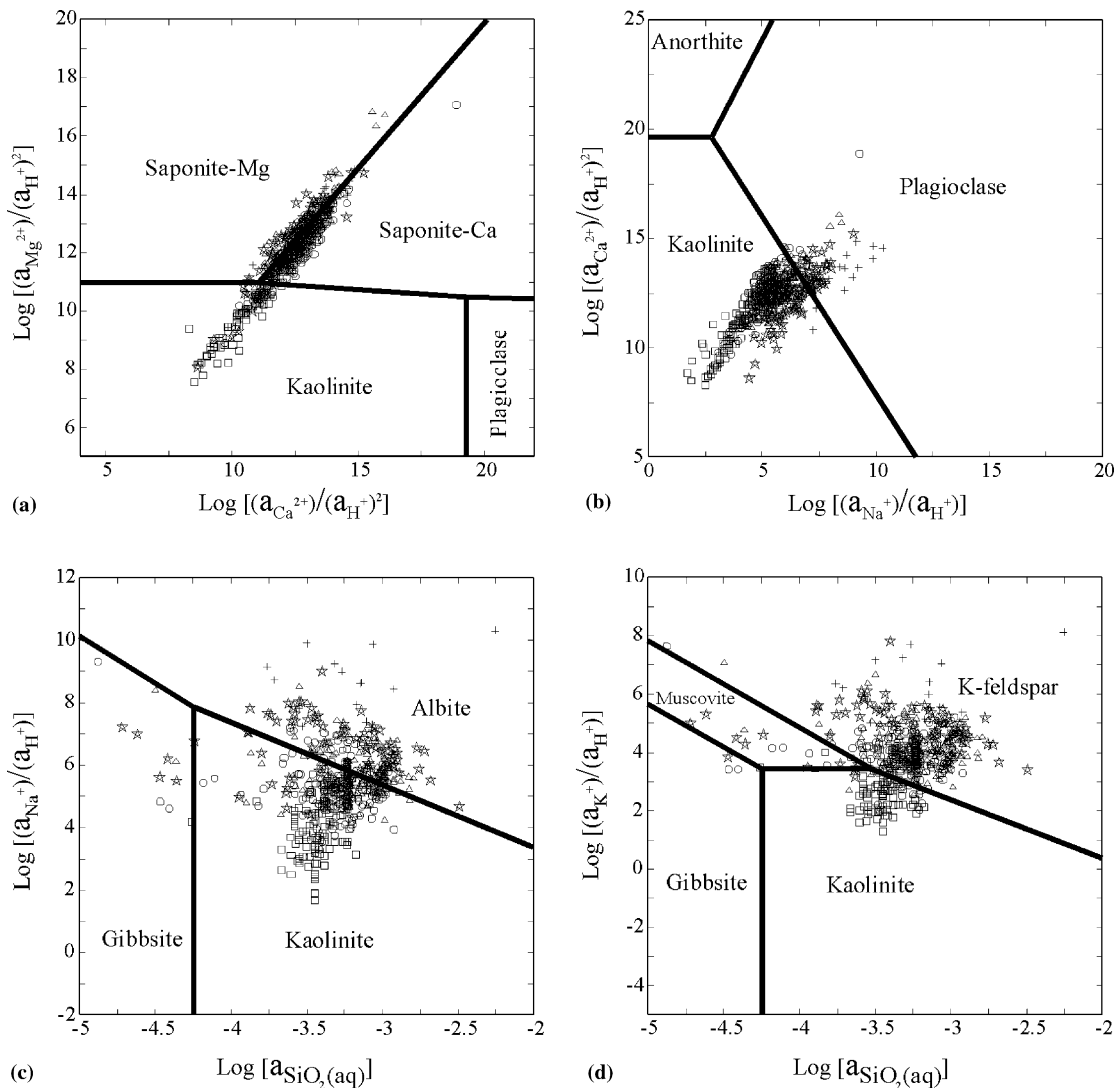 20
18
16
14
12
10
8
6
5
10
15
20
Saponite-Mg
Saponite-Ca
Kaolinite
Plagioclase
Log [(aMg²⁺)/(aH⁺)²]
Log [(aCa²⁺)/(aH⁺)²]
(a)
25
20
15
10
5
0
5
10
15
20
Anorthite
Kaolinite
Plagioclase
Log [(aCa²⁺)/(aH⁺)²]
Log [(aNa⁺)/(aH⁺)]
(b)
12
10
8
6
4
2
0
-2
-5
-4.5
-4
-3.5
-3
-2.5
-2
Albite
Gibbsite
Kaolinite
Log [(aNa⁺)/(aH⁺)]
Log [aSiO₂(aq)]
(c)
10
8
6
4
2
0
-2
-4
-5
-4.5
-4
-3.5
-3
-2.5
-2
Muscovite
K-feldspar
Gibbsite
Kaolinite
Log [(aK⁺)/(aH⁺)]
Log [aSiO₂(aq)]
(d)